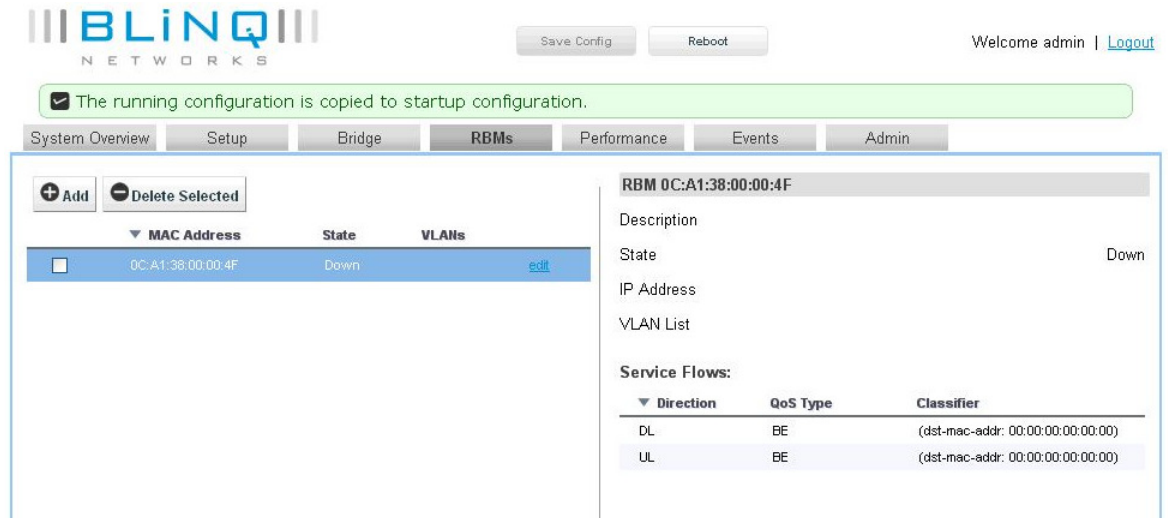 BLiNQ
NETWORKS
Save Config
Reboot
Welcome admin | Logout
The running configuration is copied to startup configuration.
System Overview Setup Bridge RBMs Performance Events Admin
Add Delete Selected
MAC Address State VLANs
0C:A1:38:00:00:4F Down edit
RBM 0C:A1:38:00:00:4F
Description
State Down
IP Address
VLAN List
Service Flows:
Direction QoS Type Classifier
DL BE (dst-mac-addr: 00:00:00:00:00:00)
UL BE (dst-mac-addr: 00:00:00:00:00:00)